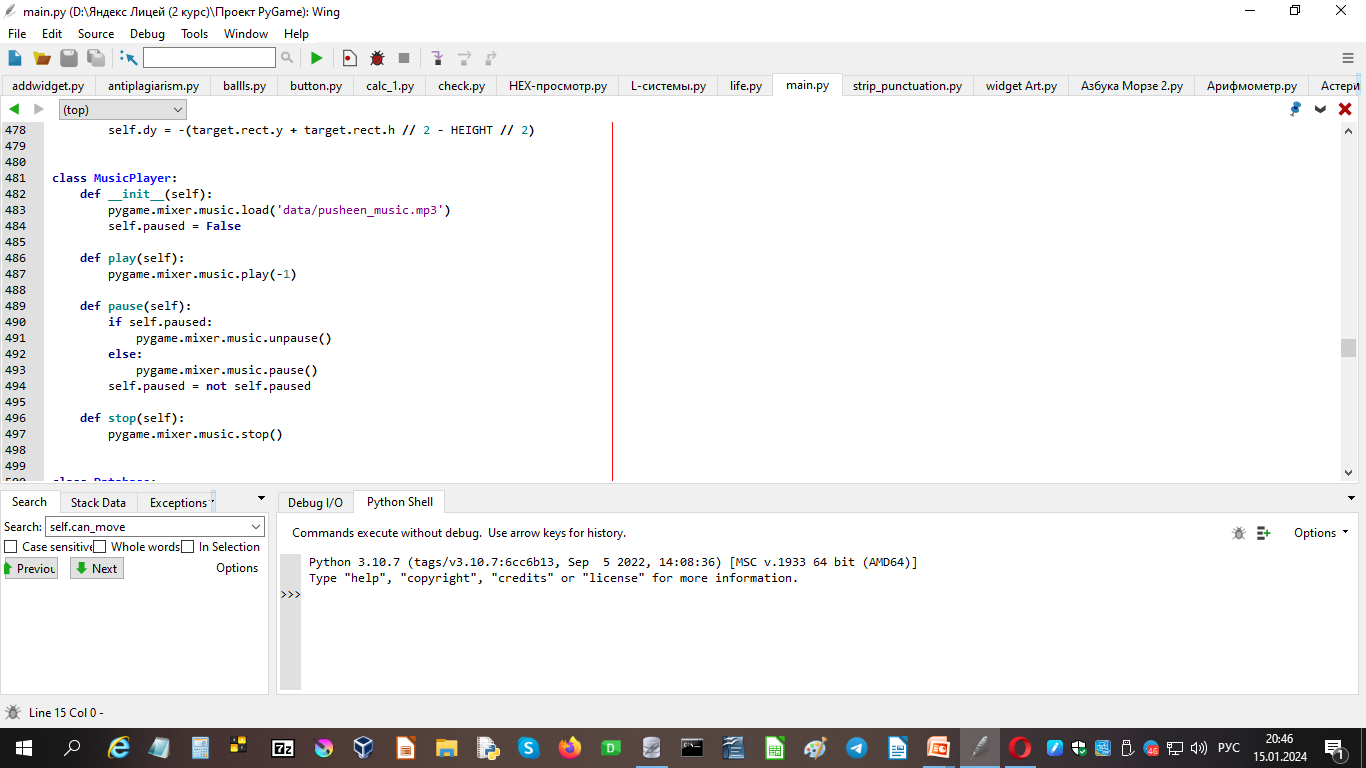 main.py (D:\Яндекс Лицей (2 курс)\Проект PyGame): Wing
File Edit Source Debug Tools Window Help
addwidget.py antiplagiarism.py ballls.py button.py calc_1.py check.py HEX-просмотр.py L-системы.py life.py main.py strip_punctuation.py widget Art.py Азбука Морзе 2.py Арифмометр.py Астери
(top)
478 self.dy = -(target.rect.y + target.rect.h // 2 - HEIGHT // 2)
479
480
481 class MusicPlayer:
482 def __init__(self):
483 pygame.mixer.music.load('data/pusheen_music.mp3')
484 self.paused = False
485
486 def play(self):
487 pygame.mixer.music.play(-1)
488
489 def pause(self):
490 if self.paused:
491 pygame.mixer.music.unpause()
492 else:
493 pygame.mixer.music.pause()
494 self.paused = not self.paused
495
496 def stop(self):
497 pygame.mixer.music.stop()
498
499
500 class Database:
Search Stack Data Exceptions
Debug I/O Python Shell
Search: self.can_move
Case sensitive Whole words In Selection
Previou Next Options
Commands execute without debug. Use arrow keys for history.
Options
Python 3.10.7 (tags/v3.10.7:6cc6b13, Sep 5 2022, 14:08:36) [MSC v.1933 64 bit (AMD64)]
Type "help", "copyright", "credits" or "license" for more information.
>>>
Line 15 Col 0 -
7z
D
46
РУС
20:46
15.01.2024
1